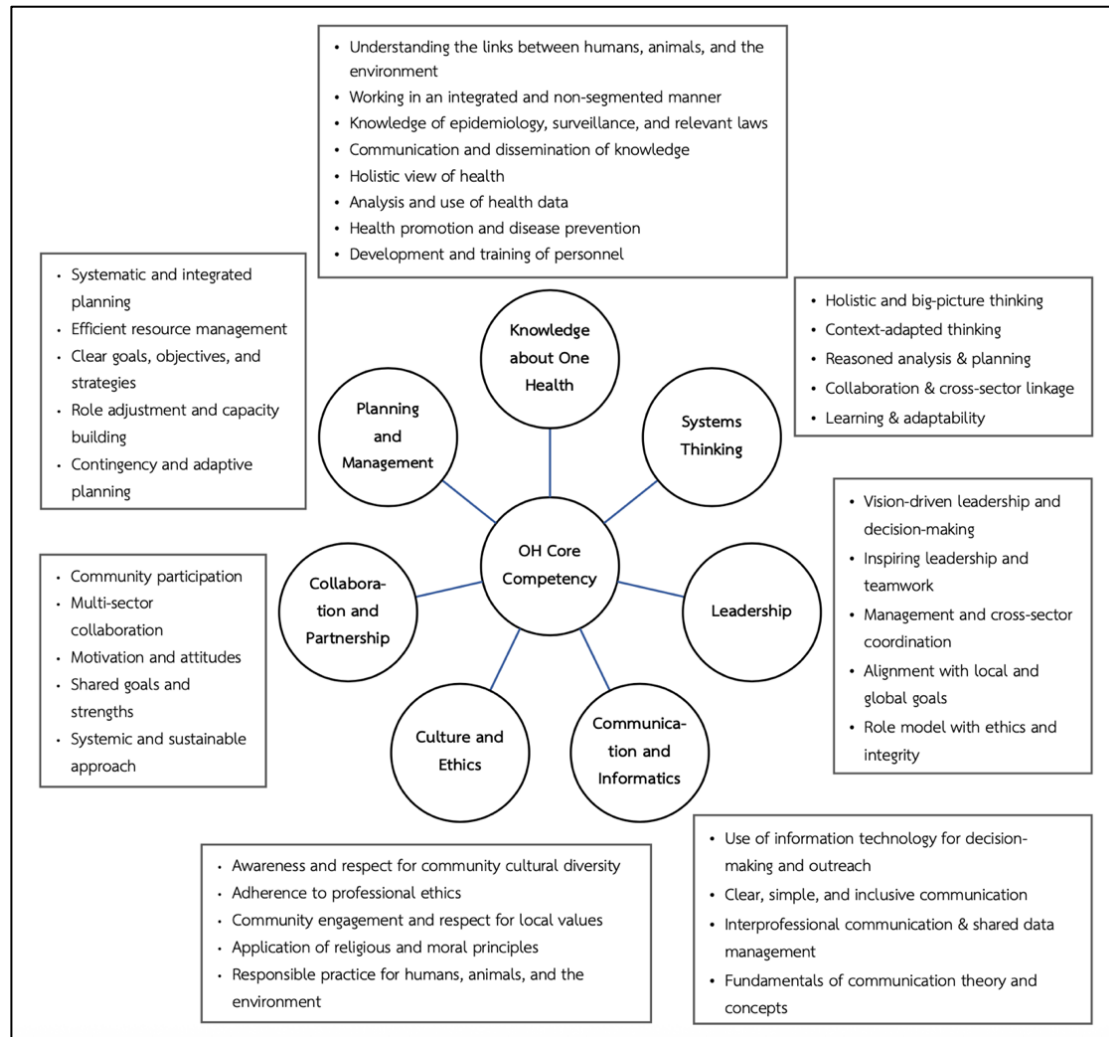 • Understanding the links between humans, animals, and the
environment
• Working in an integrated and non-segmented manner
• Knowledge of epidemiology, surveillance, and relevant laws
• Communication and dissemination of knowledge
• Holistic view of health
• Analysis and use of health data
• Health promotion and disease prevention
• Development and training of personnel
• Systematic and integrated
planning
• Efficient resource management
• Clear goals, objectives, and
strategies
• Role adjustment and capacity
building
• Contingency and adaptive
planning
Knowledge
about One
Health
• Holistic and big-picture thinking
• Context-adapted thinking
• Reasoned analysis & planning
• Collaboration & cross-sector linkage
• Learning & adaptability
Planning
and
Management
Systems
Thinking
OH Core
Competency
• Vision-driven leadership and
decision-making
• Inspiring leadership and
teamwork
• Management and cross-sector
coordination
• Alignment with local and
global goals
• Role model with ethics and
integrity
• Community participation
• Multi-sector
collaboration
• Motivation and attitudes
• Shared goals and
strengths
• Systemic and sustainable
approach
Collabora-
tion and
Partnership
Leadership
Culture and
Ethics
Communica-
tion and
Informatics
• Awareness and respect for community cultural diversity
• Adherence to professional ethics
• Community engagement and respect for local values
• Application of religious and moral principles
• Responsible practice for humans, animals, and the
environment
• Use of information technology for decision-
making and outreach
• Clear, simple, and inclusive communication
• Interprofessional communication & shared data
management
• Fundamentals of communication theory and
concepts